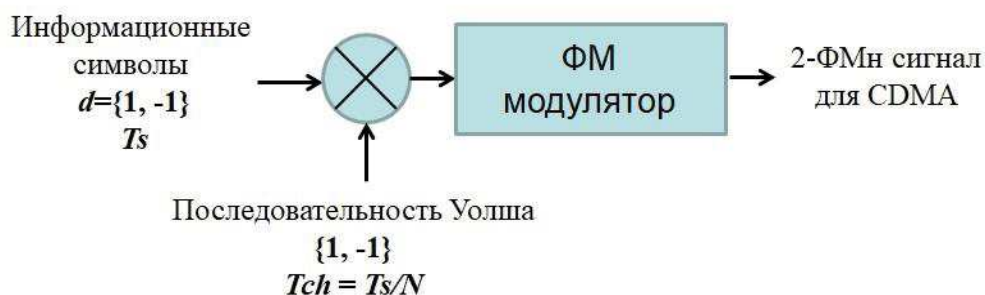 Информационные
символы
d={1, -1}
Ts
ФМ
модулятор
2-ФМн сигнал
для CDMA
Последовательность Уолша
{1, -1}
Tch = Ts/N